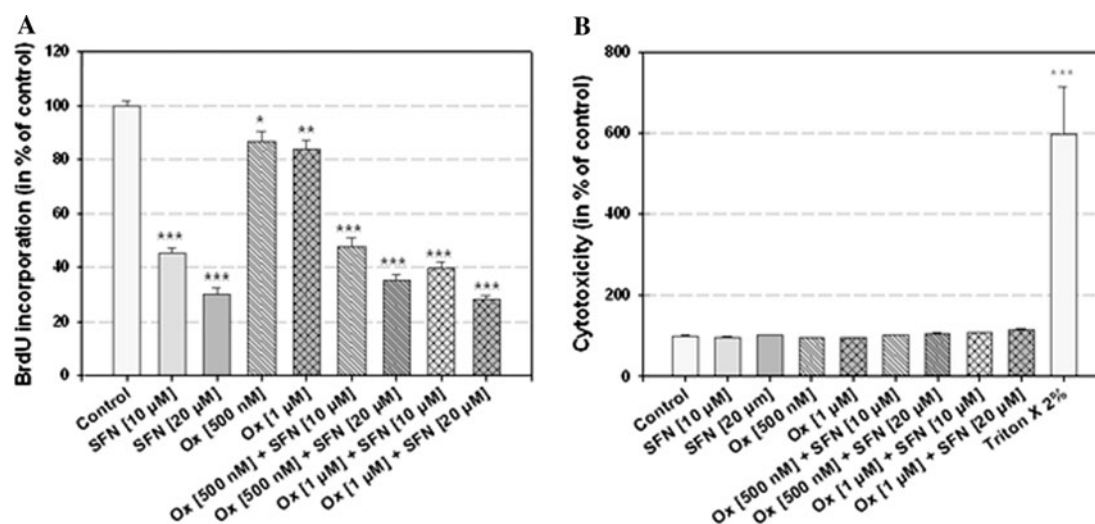 A
BrdU incorporation (in % of control)
120
100
80
60
40
20
0
***
***
*
**
***
***
***
***
Control
SFN [10 µM]
SFN [20 µM]
Ox [500 nM]
Ox [1 µM]
Ox [500 nM] + SFN [10 µM]
Ox [500 nM] + SFN [20 µM]
Ox [1 µM] + SFN [10 µM]
Ox [1 µM] + SFN [20 µM]
B
Cytotoxicity (in % of control)
800
600
400
200
0
***
Control
SFN [10 µM]
SFN [20 µm]
Ox [500 nM]
Ox [1 µM]
Ox [500 nM] + SFN [10 µM]
Ox [500 nM] + SFN [20 µM]
Ox [1 µM] + SFN [10 µM]
Ox [1 µM] + SFN [20 µM]
Triton X 2%